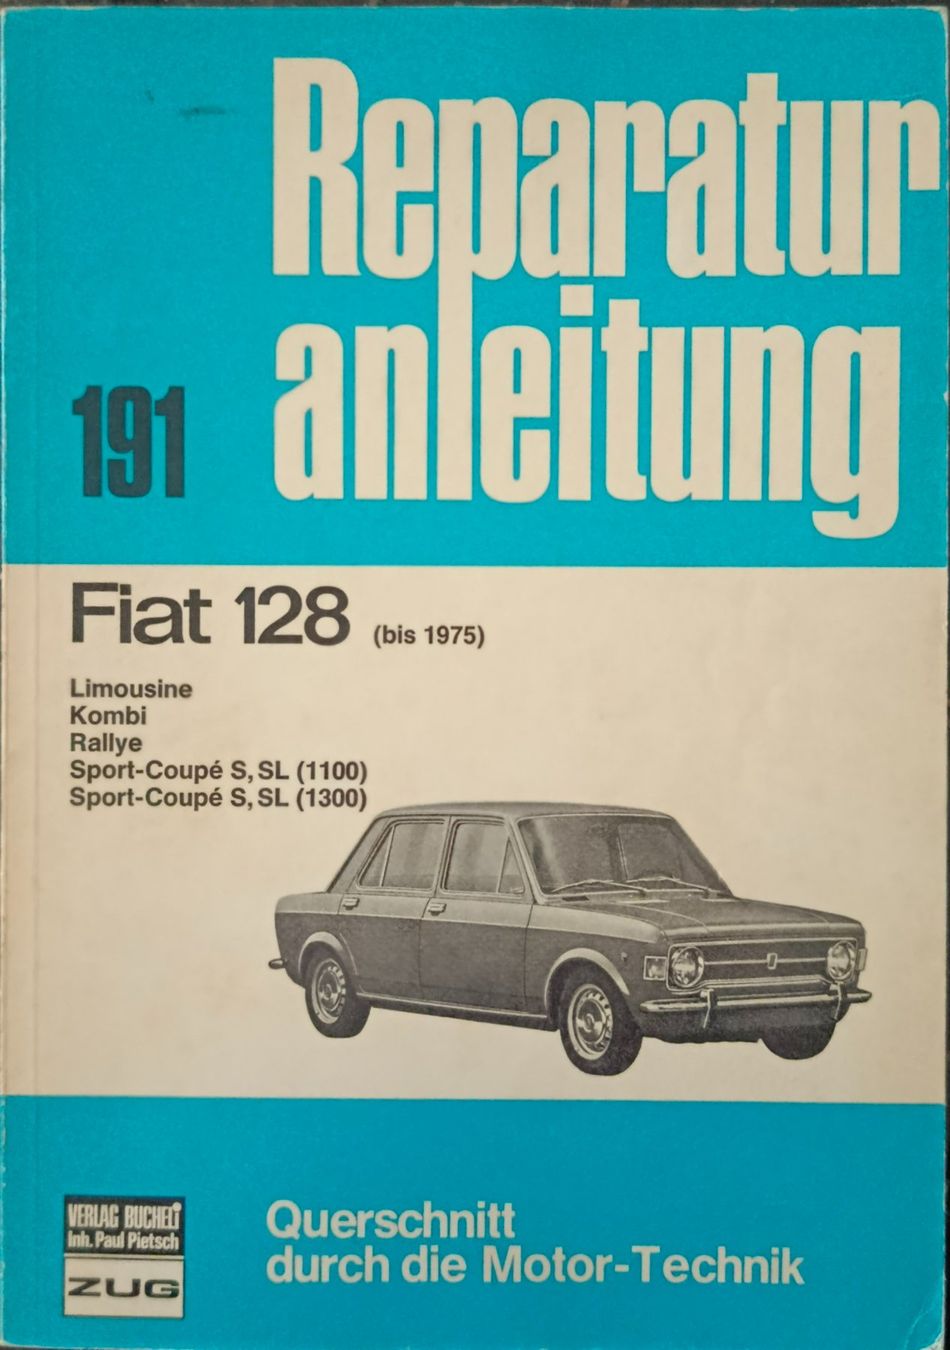 Reparatur
anleitung
191
Fiat 128 (bis 1975)
Limousine
Kombi
Rallye
Sport-Coupé S, SL (1100)
Sport-Coupé S, SL (1300)
VERLAG BUCHELI
Inh. Paul Pietsch
ZUG
Querschnitt
durch die Motor-Technik